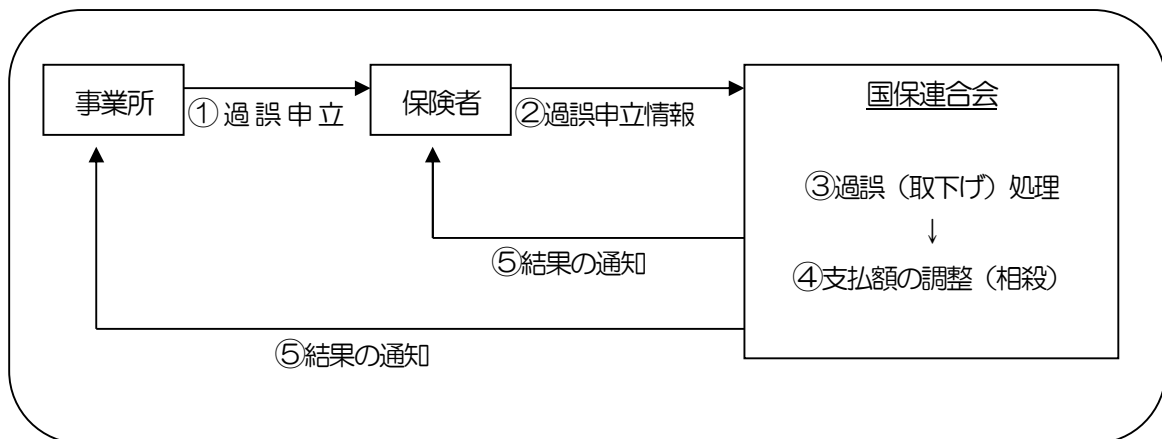 事業所
①過誤申立
保険者
②過誤申立情報
国保連合会
③過誤（取下げ）処理
↓
④支払額の調整（相殺）
⑤結果の通知
⑤結果の通知